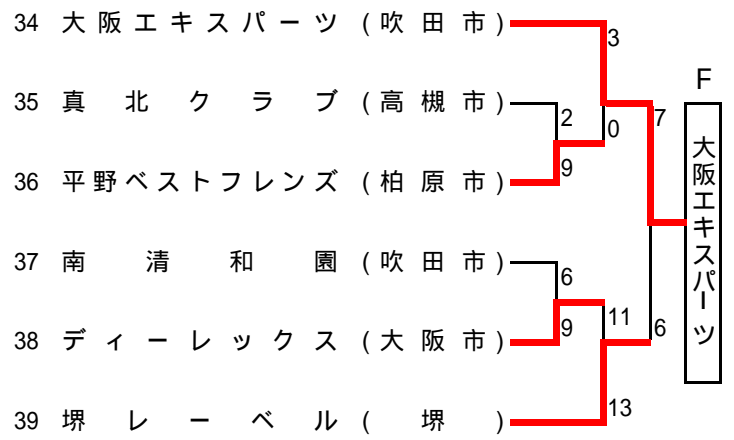 34 大阪エキスパーツ (吹田市)
3
F
35 真北クラブ (高槻市)
2
0
7
36 平野ベストフレンズ (柏原市)
9
大阪エキスパーツ
37 南清和園 (吹田市)
6
38 ディーレックス (大阪市)
9
11
6
39 堺レーベル (堺)
13